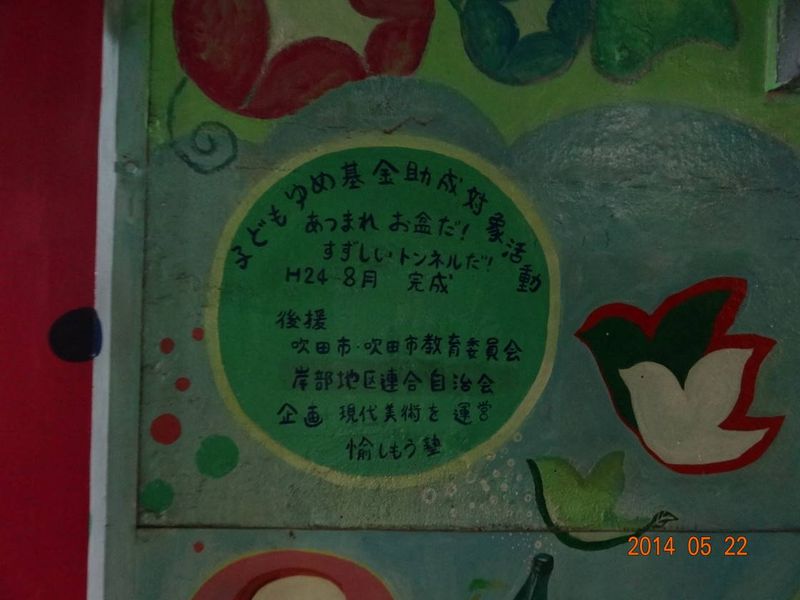 子どもゆめ基金助成対象活動
あつまれ お盆だ!
すずしいトンネルだ!
H24 8月 完成
後援
吹田市・吹田市教育委員会
岸部地区連合自治会
企画 現代美術を 運営
愉しもう塾
2014 05 22